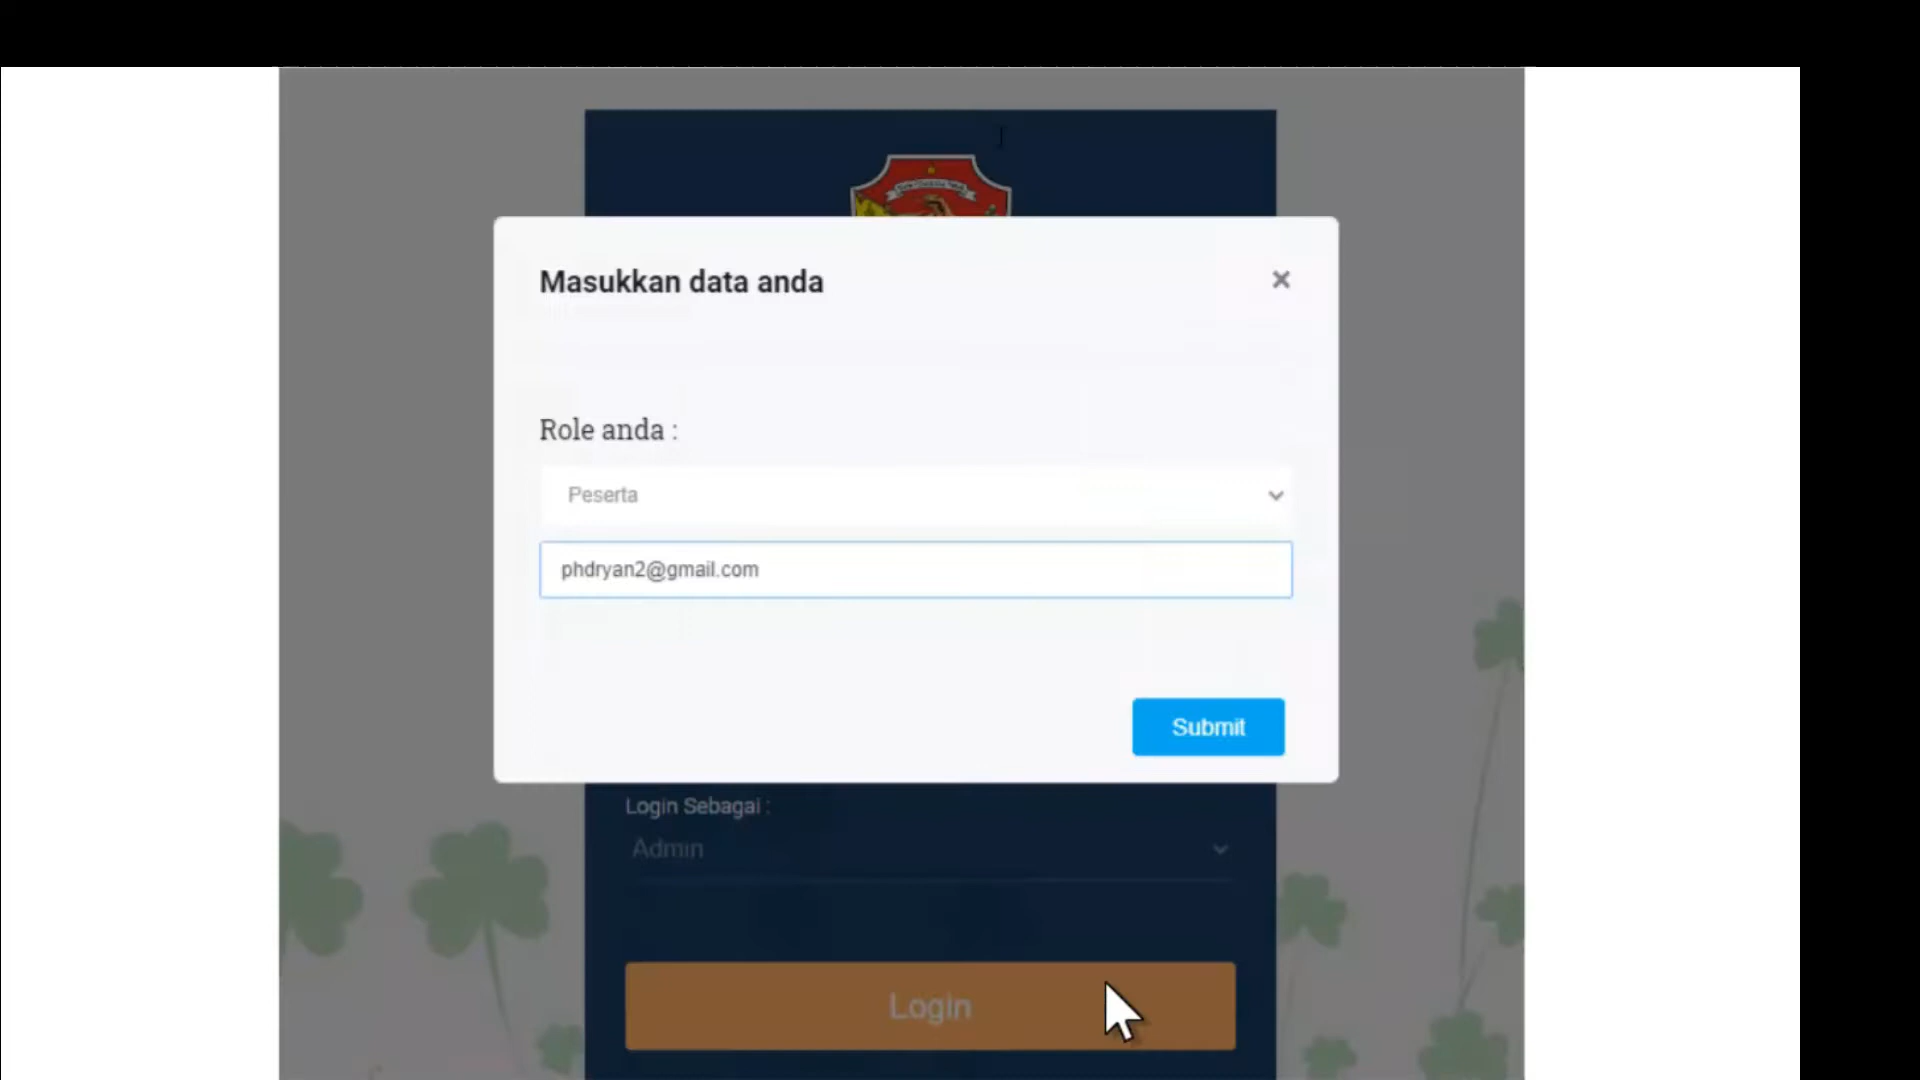 Masukkan data anda
×
Role anda :
Peserta
phdryan2@gmail.com
Submit
Login Sebagai :
Admin
Login